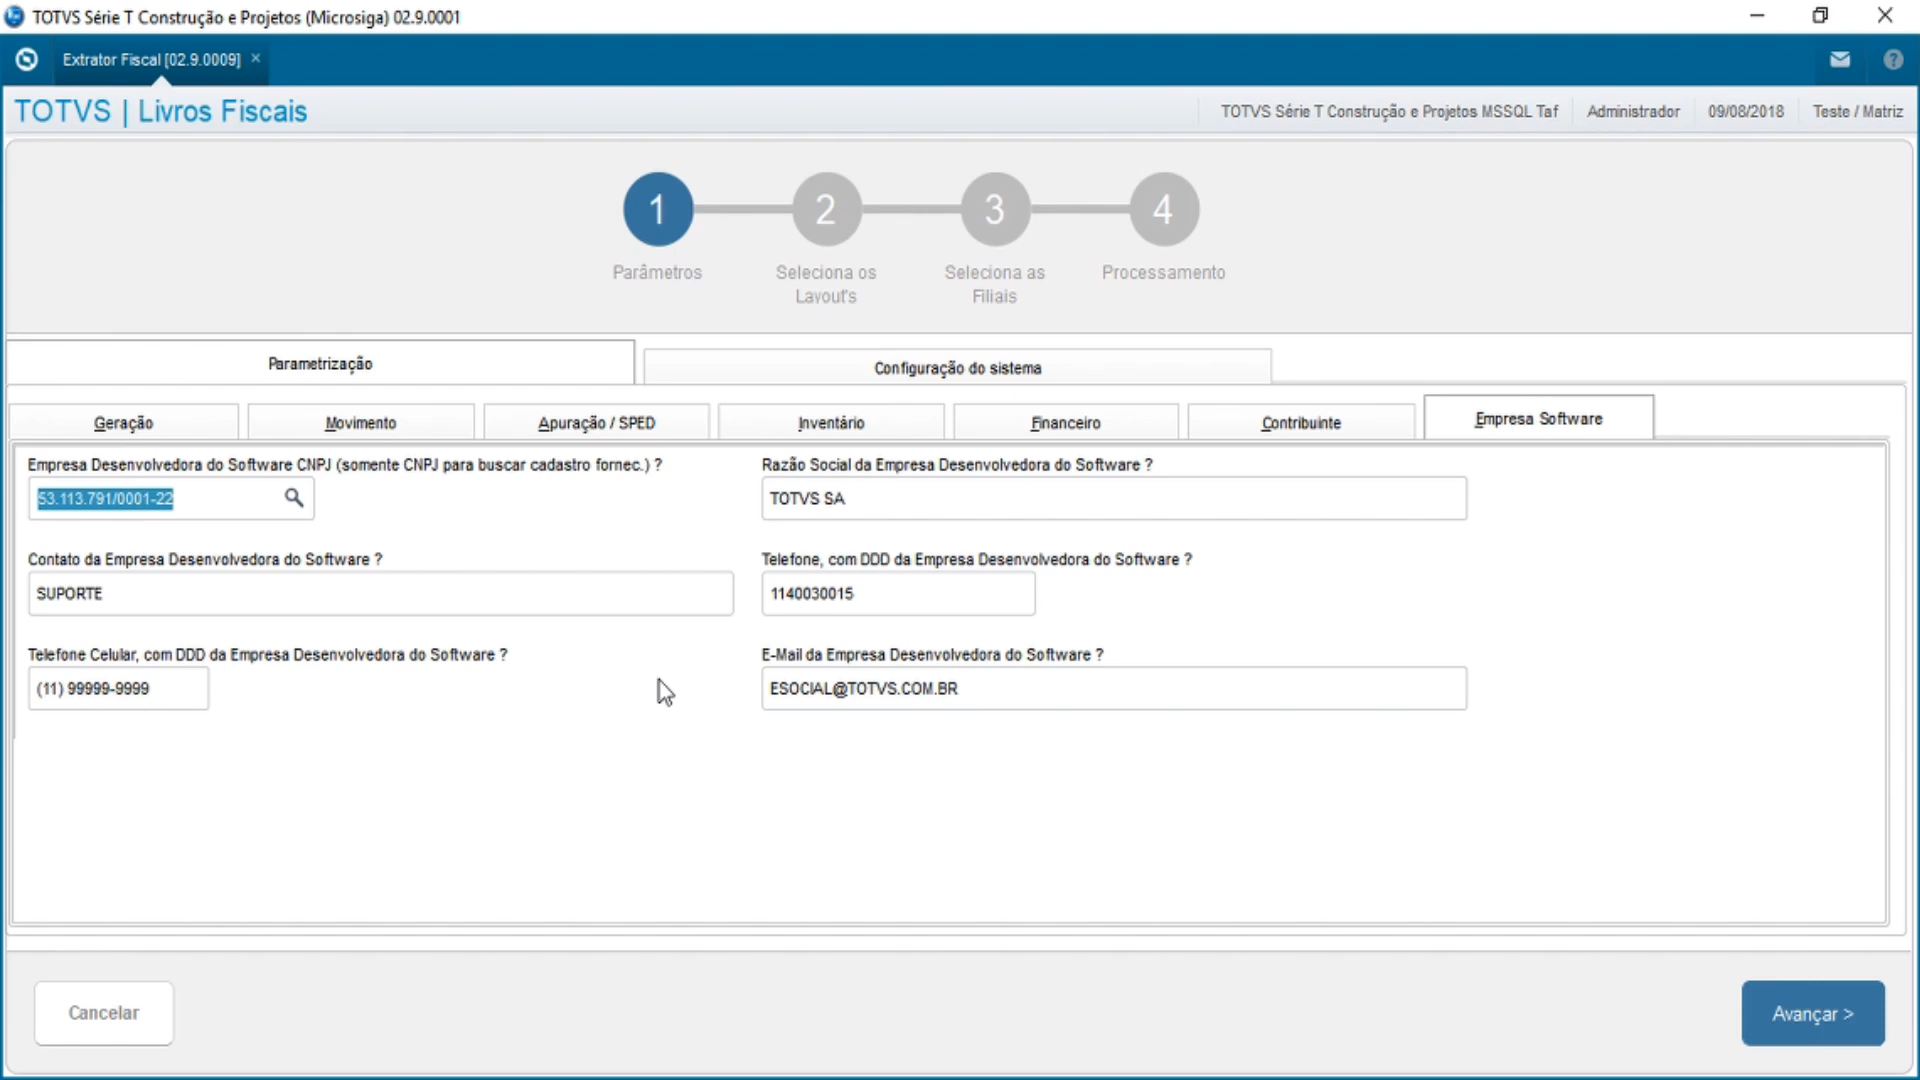 TOTVS Série T Construção e Projetos (Microsiga) 02.9.0001
Extrator Fiscal [02.9.0009] ×
TOTVS | Livros Fiscais
TOTVS Série T Construção e Projetos MSSQL Taf
Administrador
09/08/2018
Teste / Matriz
1
2
3
4
Parâmetros
Seleciona os
Layout's
Seleciona as
Filiais
Processamento
Parametrização
Configuração do sistema
Geração
Movimento
Apuração / SPED
Inventário
Financeiro
Contribuinte
Empresa Software
Empresa Desenvolvedora do Software CNPJ (somente CNPJ para buscar cadastro fornec.) ?
Razão Social da Empresa Desenvolvedora do Software ?
53.113.791/0001-22
TOTVS SA
Contato da Empresa Desenvolvedora do Software ?
Telefone, com DDD da Empresa Desenvolvedora do Software ?
SUPORTE
1140030015
Telefone Celular, com DDD da Empresa Desenvolvedora do Software ?
E-Mail da Empresa Desenvolvedora do Software ?
(11) 99999-9999
ESOCIAL@TOTVS.COM.BR
Cancelar
Avançar >